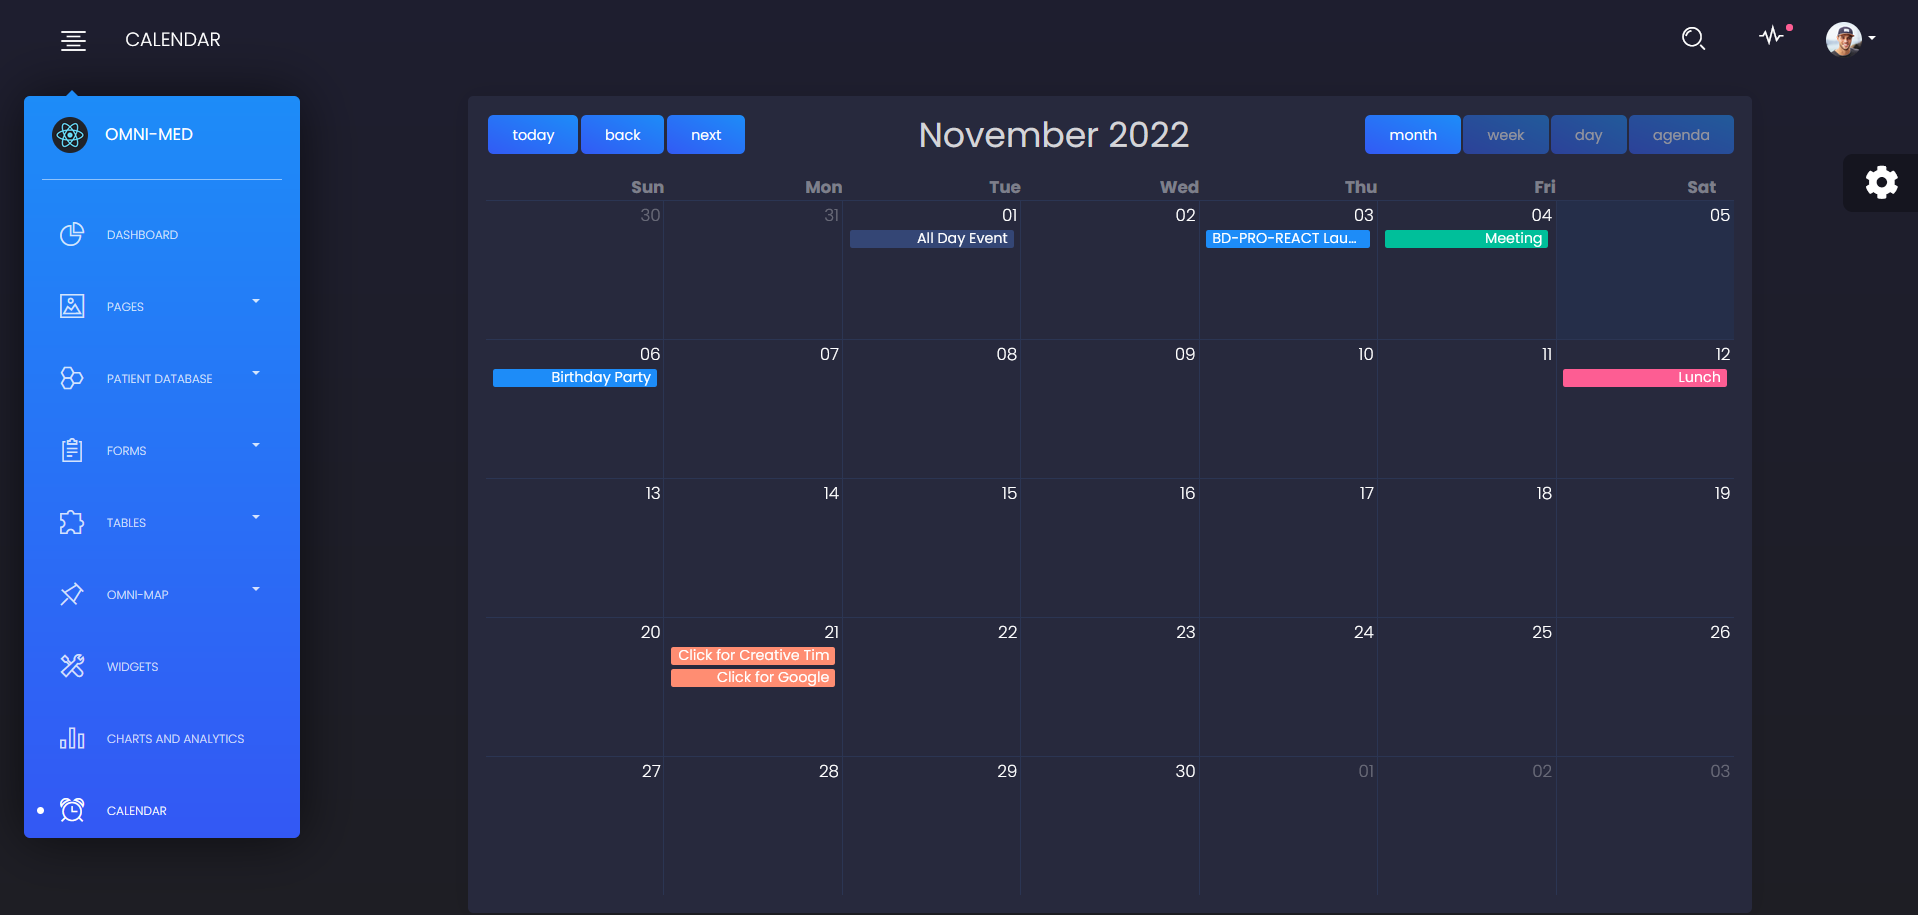 CALENDAR
OMNI-MED
DASHBOARD
PAGES
PATIENT DATABASE
FORMS
TABLES
OMNI-MAP
WIDGETS
CHARTS AND ANALYTICS
CALENDAR
today back next
November 2022
month week day agenda
Sun Mon Tue Wed Thu Fri Sat
30 31 01 02 03 04 05
All Day Event BD-PRO-REACT Lau... Meeting
06 07 08 09 10 11 12
Birthday Party Lunch
13 14 15 16 17 18 19
20 21 22 23 24 25 26
Click for Creative Tim
Click for Google
27 28 29 30 01 02 03